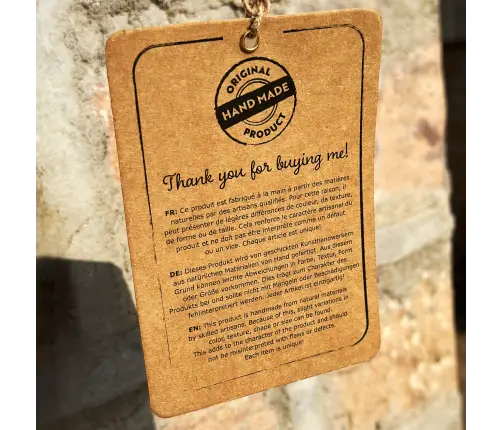 ORIGINAL
HAND MADE
PRODUCT
Thank you for buying me!
FR: Ce produit est fabriqué à la main à partir des matières
naturelles par des artisans qualifiés. Pour cette raison, il
peut présenter de légères différences de couleur, de texture,
de forme ou de taille. Cela renforce le caractère artisanal du
produit et ne doit pas être interprété comme un défaut
ou un vice. Chaque article est unique!
DE: Dieses Produkt wird von geschickten Kunsthandwerkern
aus natürlichen Materialien von Hand gefertigt. Aus diesem
Grund können leichte Abweichungen in Farbe, Textur, Form
oder Größe vorkommen. Dies trägt zum Charakter des
Produkts bei und sollte nicht mit Mängeln oder Beschädigungen
fehlinterpretiert werden. Jeder Artikel ist einzigartig!
EN: This product is handmade from natural materials
by skilled artisans. Because of this, slight variations in
color, texture, shape or size can be found.
This adds to the character of the product and should
not be misinterpreted with flaws or defects.
Each item is unique!